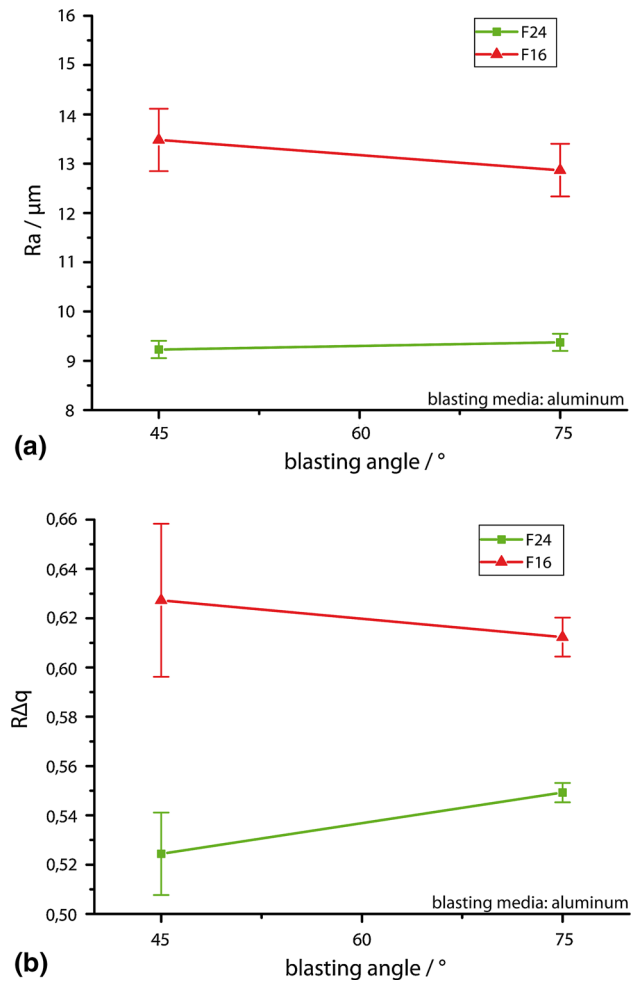 16
15
14
13
12
11
10
9
8
Ra / µm
F24
F16
blasting media: aluminum
45
60
75
blasting angle / °
(a)
0,66
0,64
0,62
0,60
0,58
0,56
0,54
0,52
0,50
RΔq
F24
F16
blasting media: aluminum
45
60
75
blasting angle / °
(b)